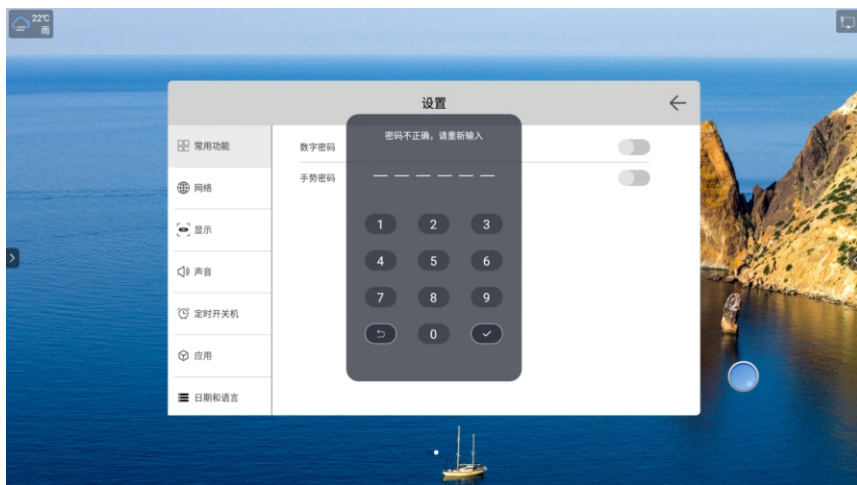 22°C
雨
设置
常用功能
网络
显示
声音
定时开关机
应用
日期和语言
数字密码
手势密码
密码不正确，请重新输入
1 2 3
4 5 6
7 8 9
0